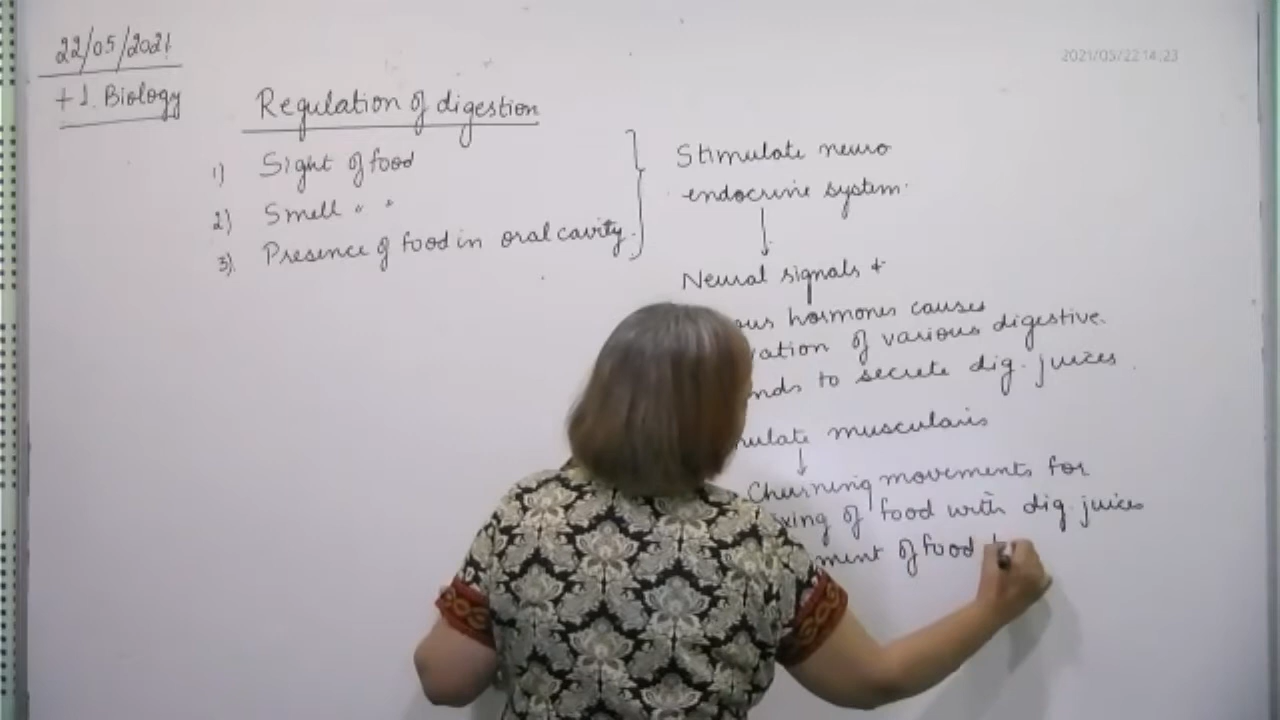 22/05/2021
2021/05/22 14:23
+1. Biology
Regulation of digestion
1) Sight of food
2) Smell " "
3) Presence of food in oral cavity.
Stimulate neuro
endocrine system.
Neural signals +
hormones causes
of various digestive
to secrete dig. juices
muscularis
Churning movements for
of food with dig. juices
of food